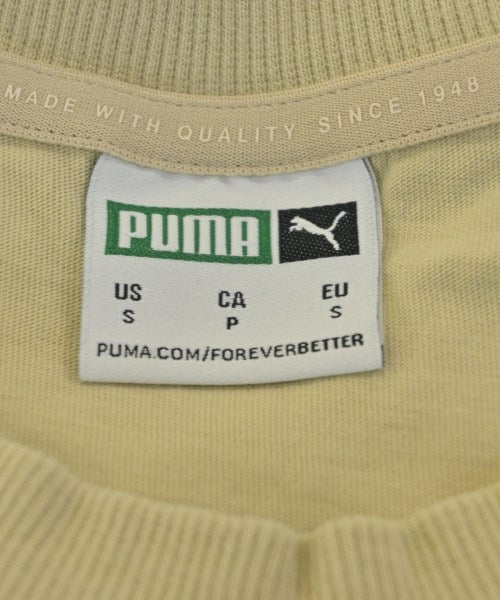 MADE WITH QUALITY SINCE 1948
PUMA
US CA EU
S P S
PUMA.COM/FOREVERBETTER